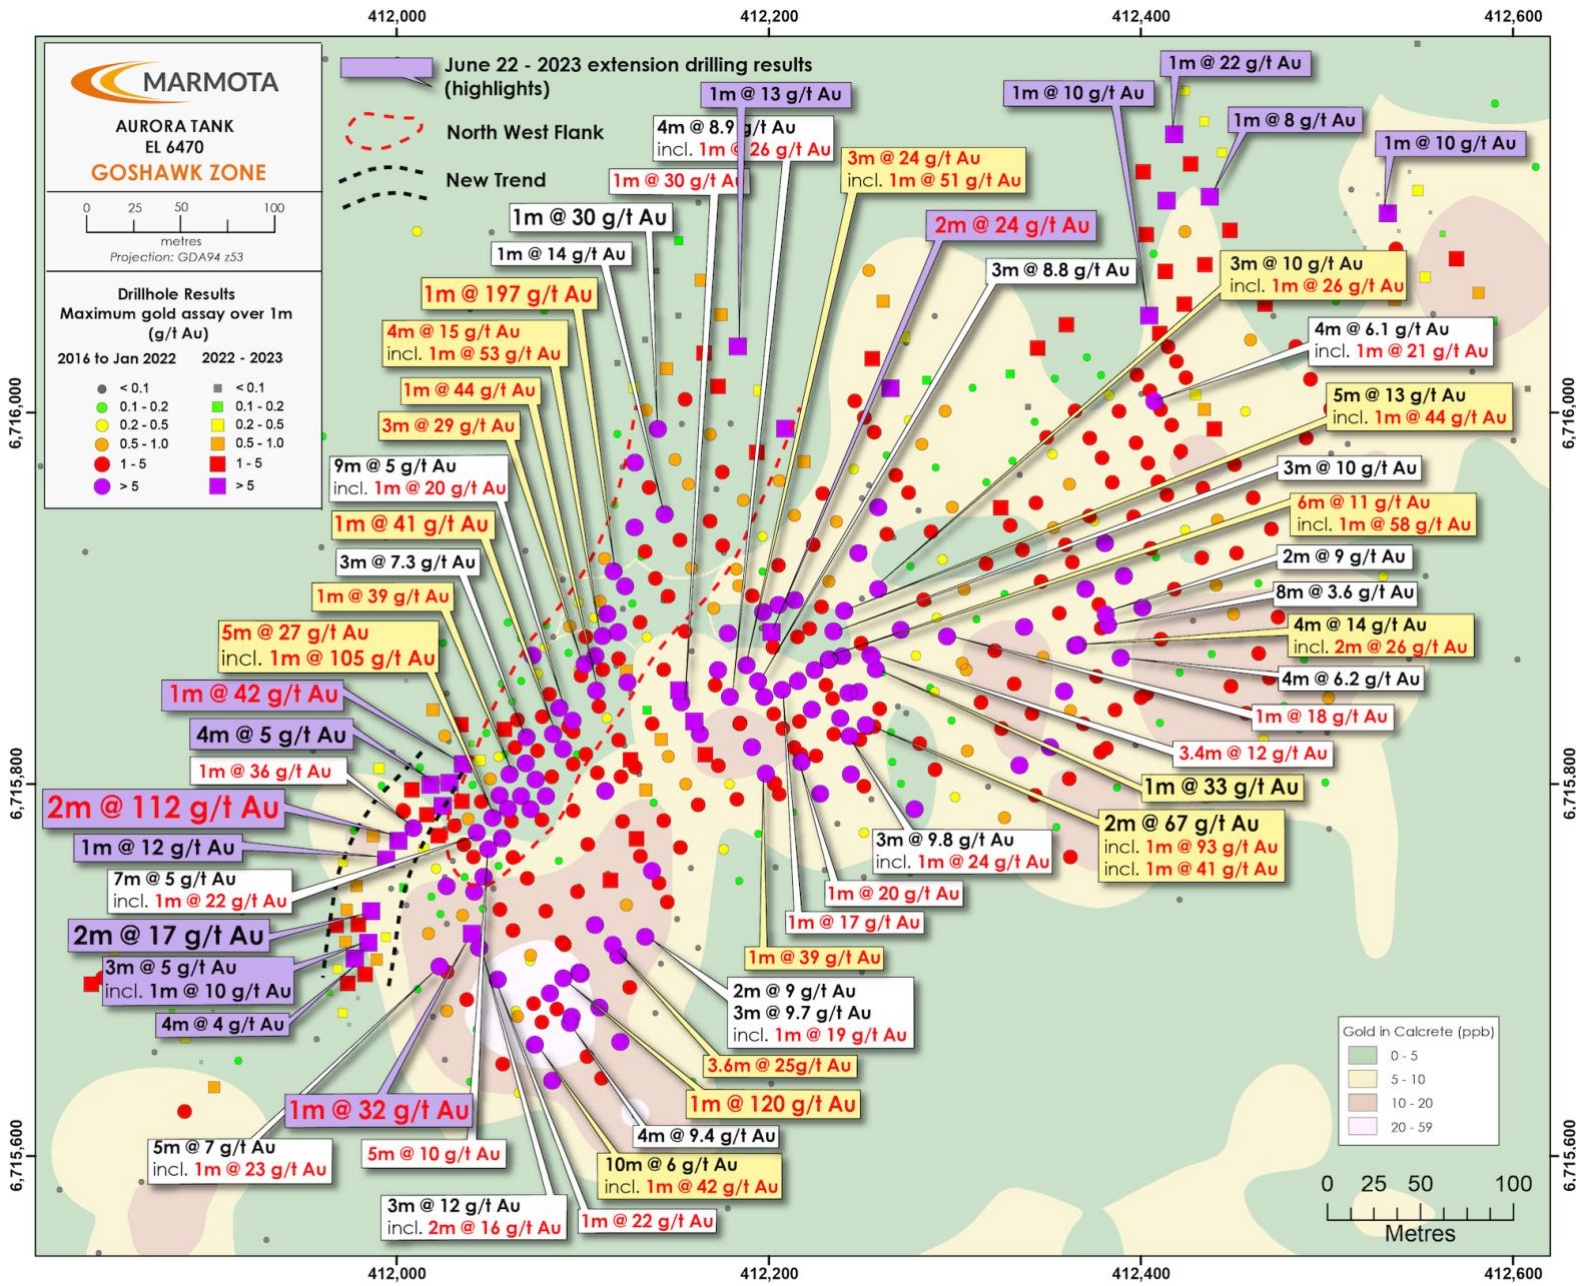 412,000
412,200
412,400
412,600
MARMOTA
AURORA TANK
EL 6470
GOSHAWK ZONE
0 25 50 100
metres
Projection: GDA94 z53
Drillhole Results
Maximum gold assay over 1m
(g/t Au)
2016 to Jan 2022
2022 - 2023
< 0.1
< 0.1
0.1 - 0.2
0.1 - 0.2
0.2 - 0.5
0.2 - 0.5
0.5 - 1.0
0.5 - 1.0
1 - 5
1 - 5
> 5
> 5
June 22 - 2023 extension drilling results
(highlights)
North West Flank
New Trend
1m @ 13 g/t Au
4m @ 8.9 g/t Au
incl. 1m @ 26 g/t Au
1m @ 30 g/t Au
1m @ 30 g/t Au
1m @ 14 g/t Au
1m @ 197 g/t Au
4m @ 15 g/t Au
incl. 1m @ 53 g/t Au
1m @ 44 g/t Au
3m @ 29 g/t Au
9m @ 5 g/t Au
incl. 1m @ 20 g/t Au
1m @ 41 g/t Au
3m @ 7.3 g/t Au
1m @ 39 g/t Au
5m @ 27 g/t Au
incl. 1m @ 105 g/t Au
1m @ 42 g/t Au
4m @ 5 g/t Au
1m @ 36 g/t Au
2m @ 112 g/t Au
1m @ 12 g/t Au
7m @ 5 g/t Au
incl. 1m @ 22 g/t Au
2m @ 17 g/t Au
3m @ 5 g/t Au
incl. 1m @ 10 g/t Au
4m @ 4 g/t Au
1m @ 32 g/t Au
5m @ 7 g/t Au
incl. 1m @ 23 g/t Au
5m @ 10 g/t Au
3m @ 12 g/t Au
incl. 2m @ 16 g/t Au
1m @ 22 g/t Au
10m @ 6 g/t Au
incl. 1m @ 42 g/t Au
4m @ 9.4 g/t Au
1m @ 120 g/t Au
3.6m @ 25g/t Au
2m @ 9 g/t Au
3m @ 9.7 g/t Au
incl. 1m @ 19 g/t Au
1m @ 39 g/t Au
1m @ 17 g/t Au
1m @ 20 g/t Au
3m @ 9.8 g/t Au
incl. 1m @ 24 g/t Au
3m @ 24 g/t Au
incl. 1m @ 51 g/t Au
2m @ 24 g/t Au
3m @ 8.8 g/t Au
1m @ 10 g/t Au
1m @ 22 g/t Au
1m @ 8 g/t Au
1m @ 10 g/t Au
3m @ 10 g/t Au
incl. 1m @ 26 g/t Au
4m @ 6.1 g/t Au
incl. 1m @ 21 g/t Au
5m @ 13 g/t Au
incl. 1m @ 44 g/t Au
3m @ 10 g/t Au
6m @ 11 g/t Au
incl. 1m @ 58 g/t Au
2m @ 9 g/t Au
8m @ 3.6 g/t Au
4m @ 14 g/t Au
incl. 2m @ 26 g/t Au
4m @ 6.2 g/t Au
1m @ 18 g/t Au
3.4m @ 12 g/t Au
1m @ 33 g/t Au
2m @ 67 g/t Au
incl. 1m @ 93 g/t Au
incl. 1m @ 41 g/t Au
Gold in Calcrete (ppb)
0 - 5
5 - 10
10 - 20
20 - 59
0 25 50 100
Metres
6,716,000
6,715,800
6,715,600
6,716,000
6,715,800
6,715,600
412,000
412,200
412,400
412,600